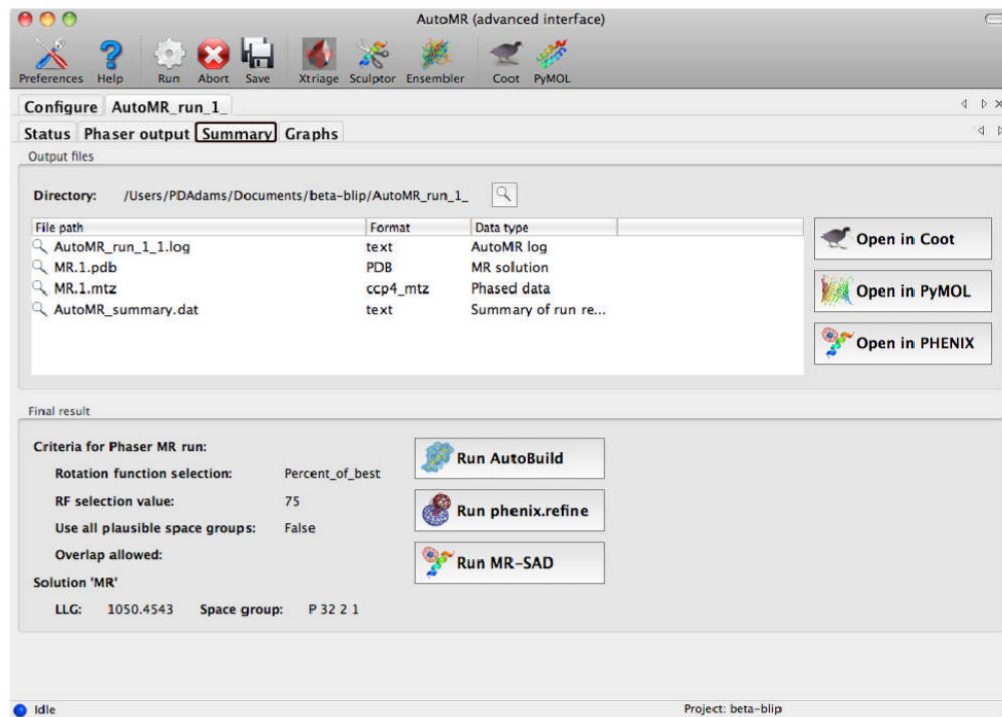 AutoMR (advanced interface)
Preferences Help Run Abort Save Xtriage Sculptor Ensembler Coot PyMOL
Configure AutoMR_run_1_
Status Phaser output Summary Graphs
Output files
Directory: /Users/PDAdams/Documents/beta-blip/AutoMR_run_1_
File path Format Data type
AutoMR_run_1_1.log text AutoMR log
MR.1.pdb PDB MR solution
MR.1.mtz ccp4_mtz Phased data
AutoMR_summary.dat text Summary of run re...
Open in Coot
Open in PyMOL
Open in PHENIX
Final result
Criteria for Phaser MR run:
Rotation function selection: Percent_of_best
RF selection value: 75
Use all plausible space groups: False
Overlap allowed:
Solution 'MR'
LLG: 1050.4543 Space group: P 32 2 1
Run AutoBuild
Run phenix.refine
Run MR-SAD
Idle Project: beta-blip